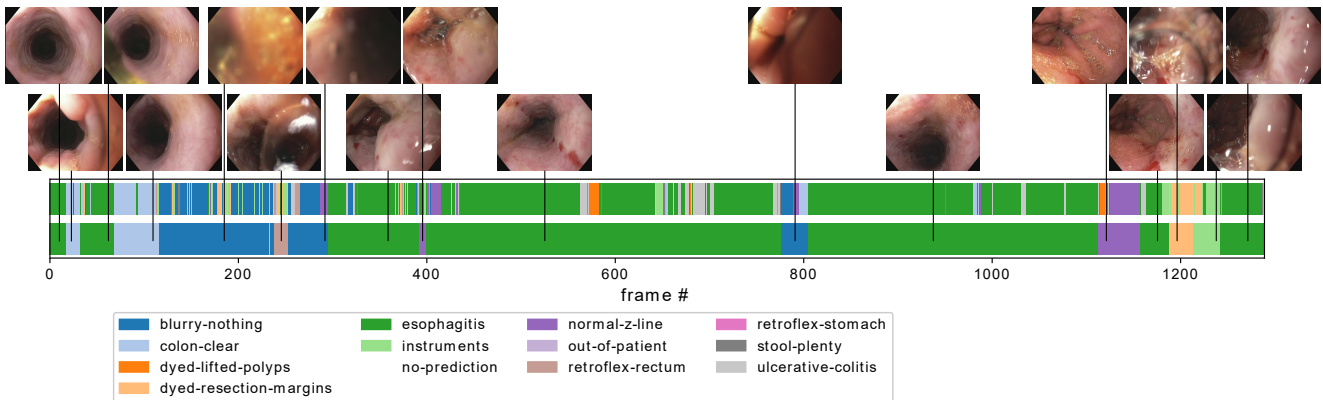 0 200 400 600 800 1000 1200
frame #
blurry-nothing esophagitis normal-z-line retroflex-stomach
colon-clear instruments out-of-patient stool-plenty
dyed-lifted-polyps no-prediction retroflex-rectum ulcerative-colitis
dyed-resection-margins